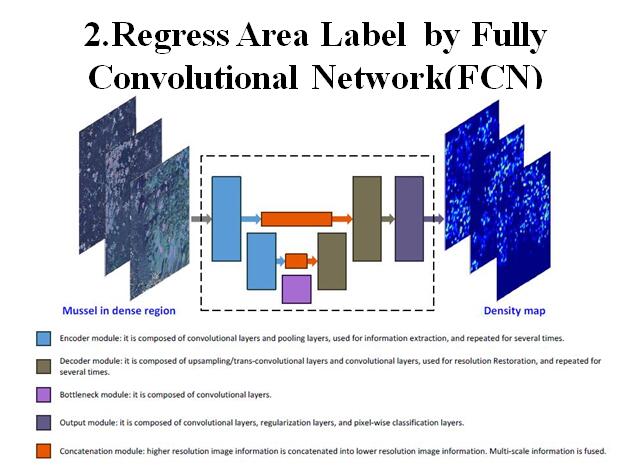 2.Regress Area Label by Fully
Convolutional Network(FCN)
Mussel in dense region
Density map
Encoder module: it is composed of convolutional layers and pooling layers, used for information extraction, and repeated for several times.
Decoder module: it is composed of upsampling/trans-convolutional layers and convolutional layers, used for resolution Restoration, and repeated for
several times.
Bottleneck module: it is composed of convolutional layers.
Output module: it is composed of convolutional layers, regularization layers, and pixel-wise classification layers.
Concatenation module: higher resolution image information is concatenated into lower resolution image information. Multi-scale information is fused.